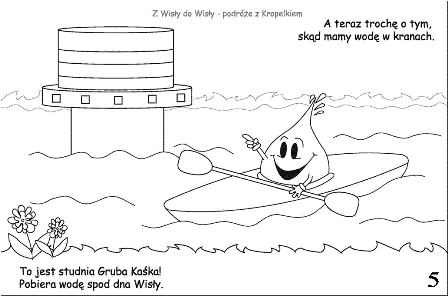 Z Wisły do Wisły - podróże z Kropelkiem
A teraz trochę o tym,
skąd mamy wodę w kranach.
To jest studnia Gruba Kaśka!
Pobiera wodę spod dna Wisły.
5